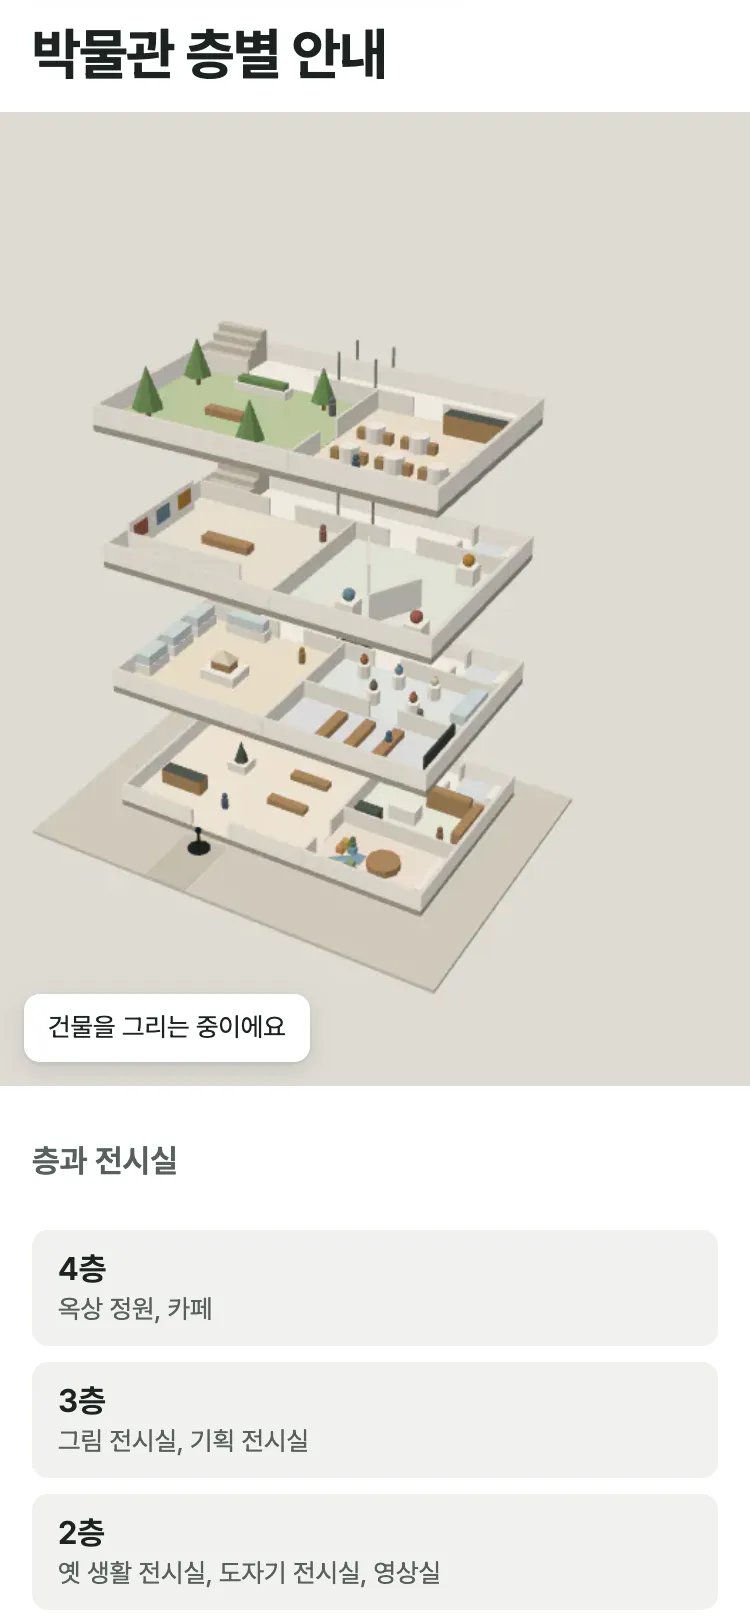 박물관 층별 안내
건물을 그리는 중이에요
층과 전시실
4층
옥상 정원, 카페
3층
그림 전시실, 기획 전시실
2층
옛 생활 전시실, 도자기 전시실, 영상실